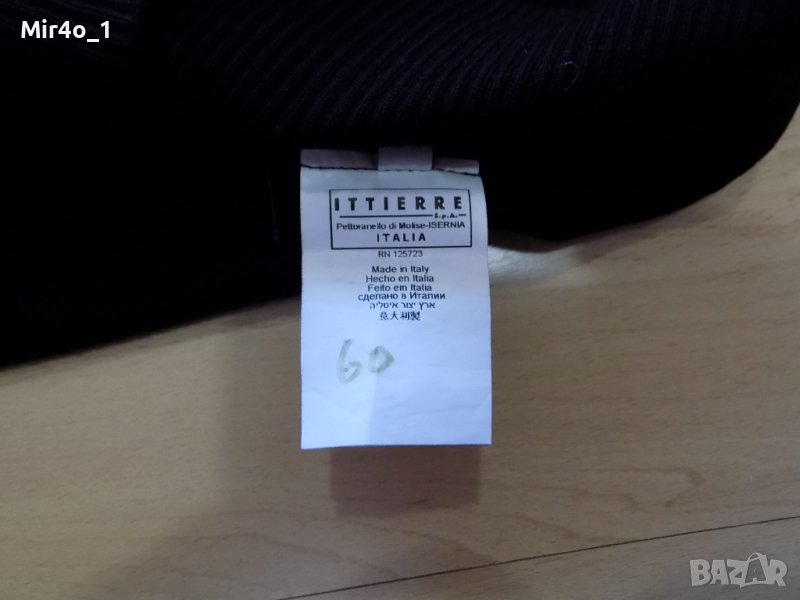 Mir4o_1
ITTIERRE
S.p.A.
Pettoranello di Molise-ISERNIA
ITALIA
RN 125723
Made in Italy
Hecho en Italia
Feito em Italia
сделано в Италии
ארץ יצור איטליה
意大利製
60
BAZAR